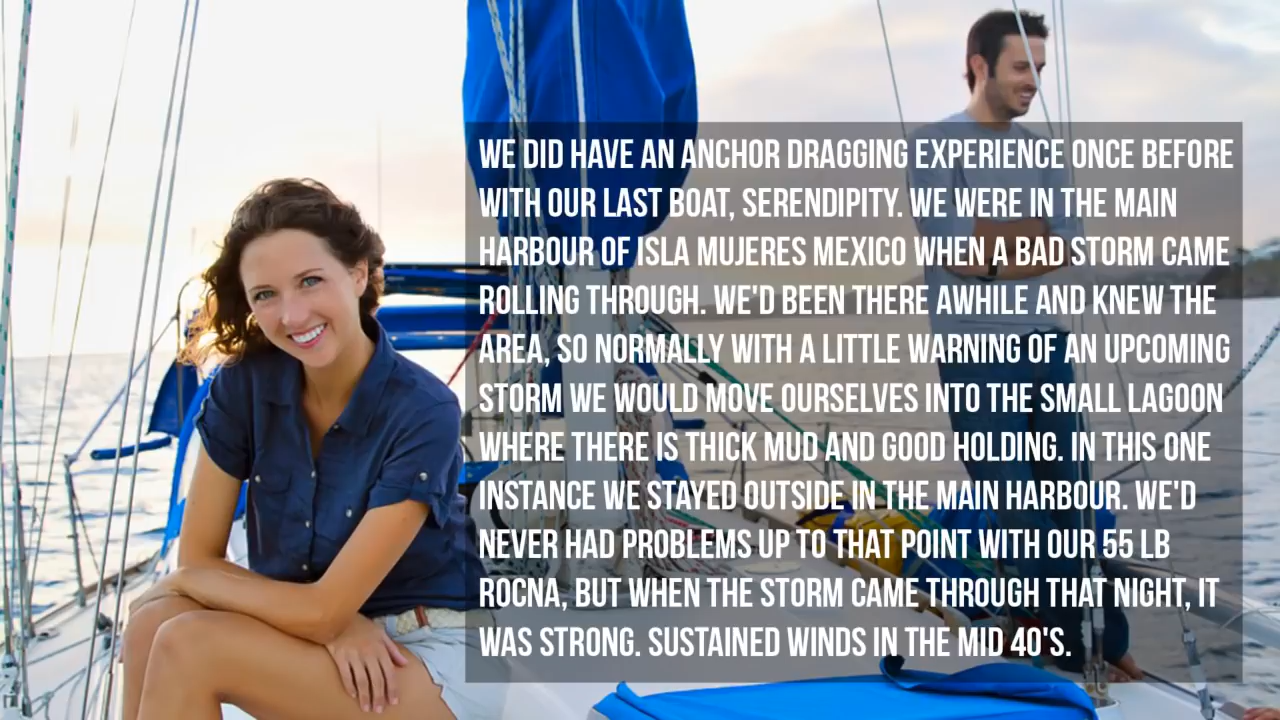 WE DID HAVE AN ANCHOR DRAGGING EXPERIENCE ONCE BEFORE
WITH OUR LAST BOAT, SERENDIPITY. WE WERE IN THE MAIN
HARBOUR OF ISLA MUJERES MEXICO WHEN A BAD STORM CAME
ROLLING THROUGH. WE'D BEEN THERE AWHILE AND KNEW THE
AREA, SO NORMALLY WITH A LITTLE WARNING OF AN UPCOMING
STORM WE WOULD MOVE OURSELVES INTO THE SMALL LAGOON
WHERE THERE IS THICK MUD AND GOOD HOLDING. IN THIS ONE
INSTANCE WE STAYED OUTSIDE IN THE MAIN HARBOUR. WE'D
NEVER HAD PROBLEMS UP TO THAT POINT WITH OUR 55 LB
ROCNA, BUT WHEN THE STORM CAME THROUGH THAT NIGHT, IT
WAS STRONG. SUSTAINED WINDS IN THE MID 40'S.